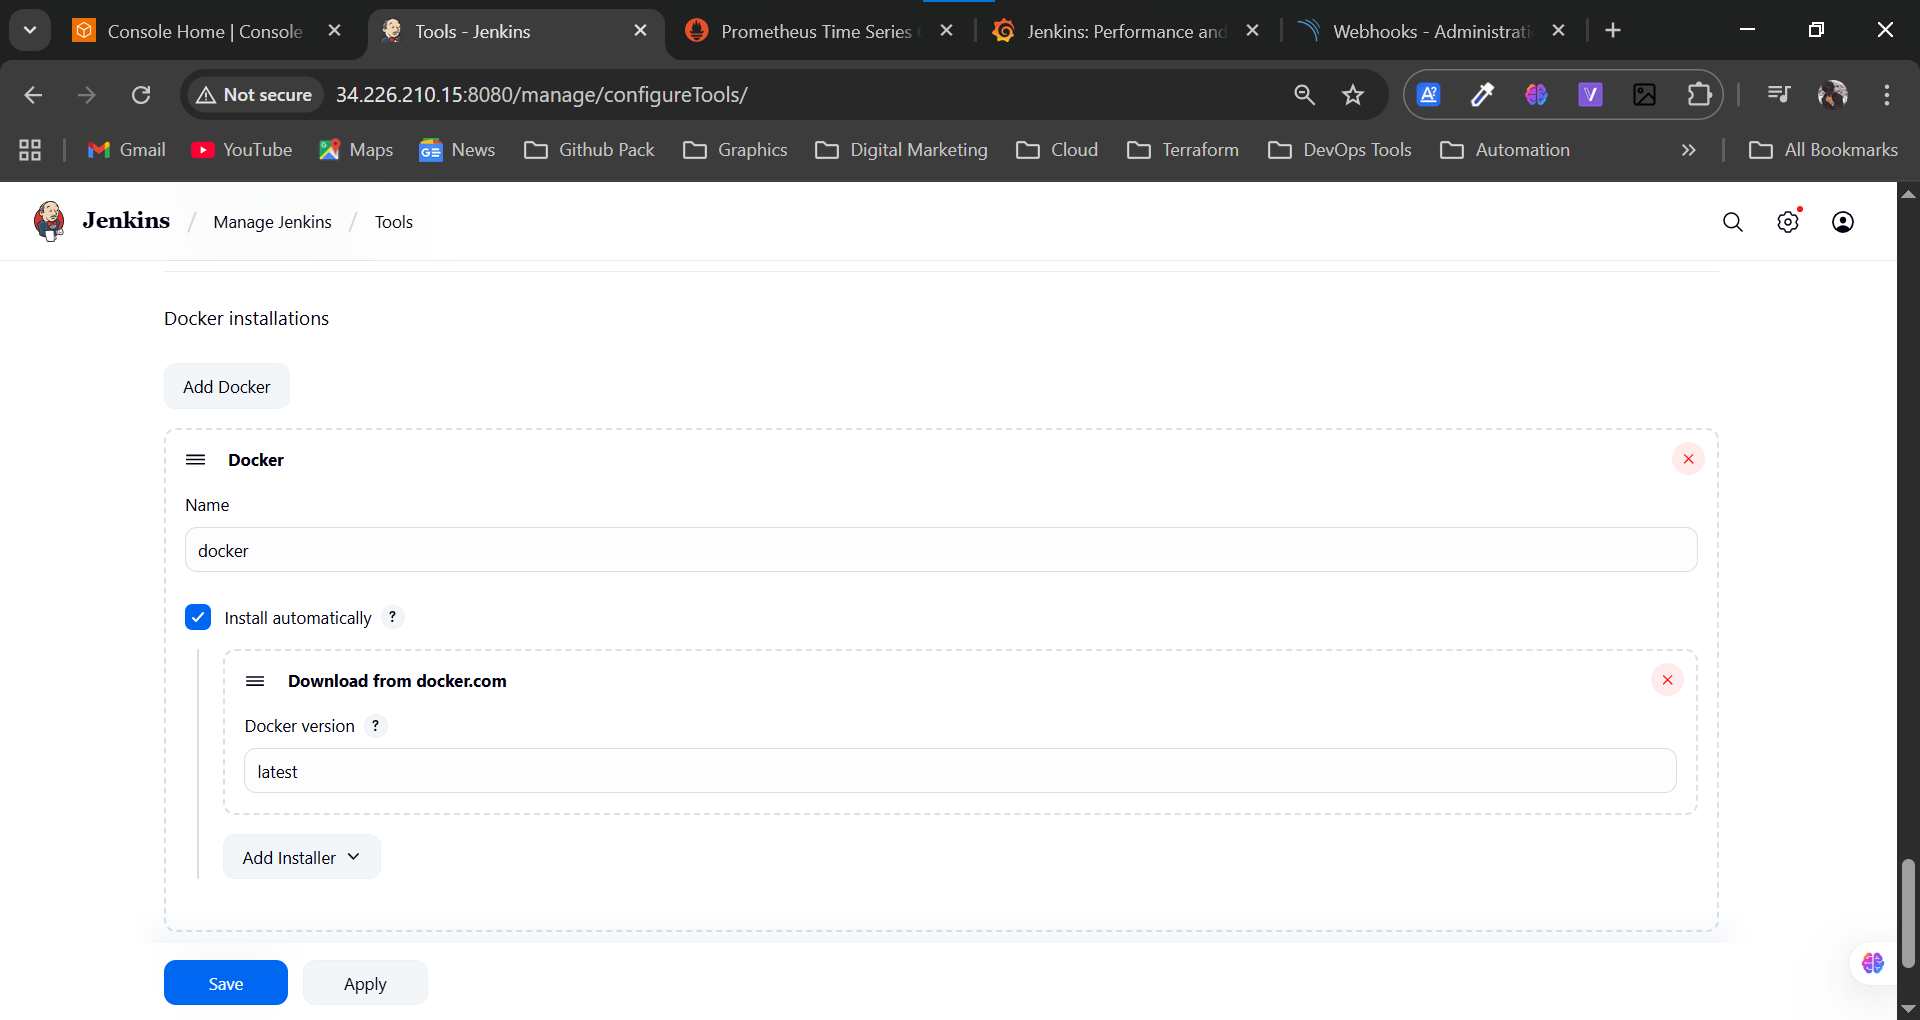 Console Home | Console
Tools - Jenkins
Prometheus Time Series
Jenkins: Performance and
Webhooks - Administrati
Not secure
34.226.210.15:8080/manage/configureTools/
Gmail
YouTube
Maps
News
Github Pack
Graphics
Digital Marketing
Cloud
Terraform
DevOps Tools
Automation
»
All Bookmarks
Jenkins / Manage Jenkins / Tools
Docker installations
Add Docker
Docker
Name
docker
Install automatically ?
Download from docker.com
Docker version ?
latest
Add Installer
Save
Apply